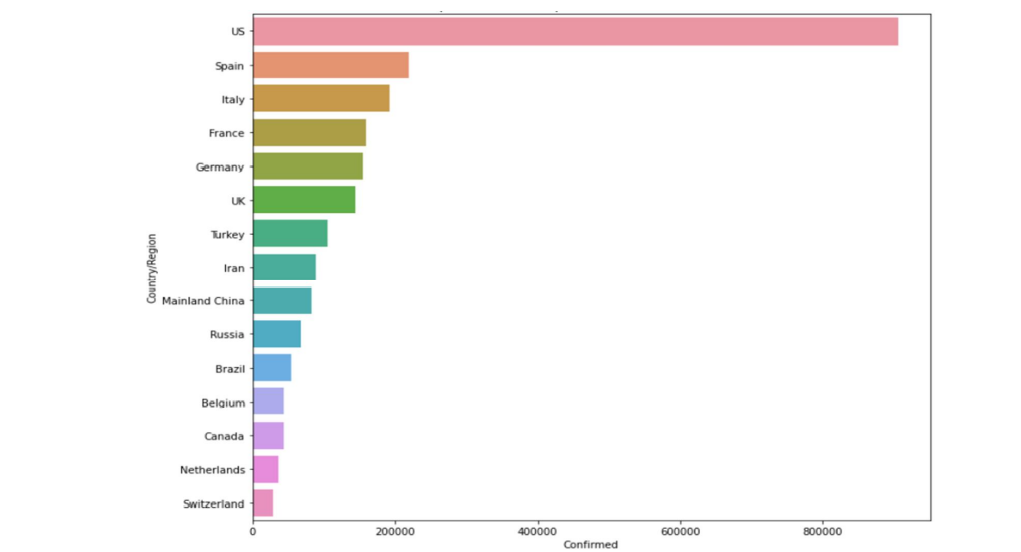 US
Spain
Italy
France
Germany
UK
Turkey
Iran
Mainland China
Russia
Brazil
Belgium
Canada
Netherlands
Switzerland
Country/Region
0 200000 400000 600000 800000
Confirmed